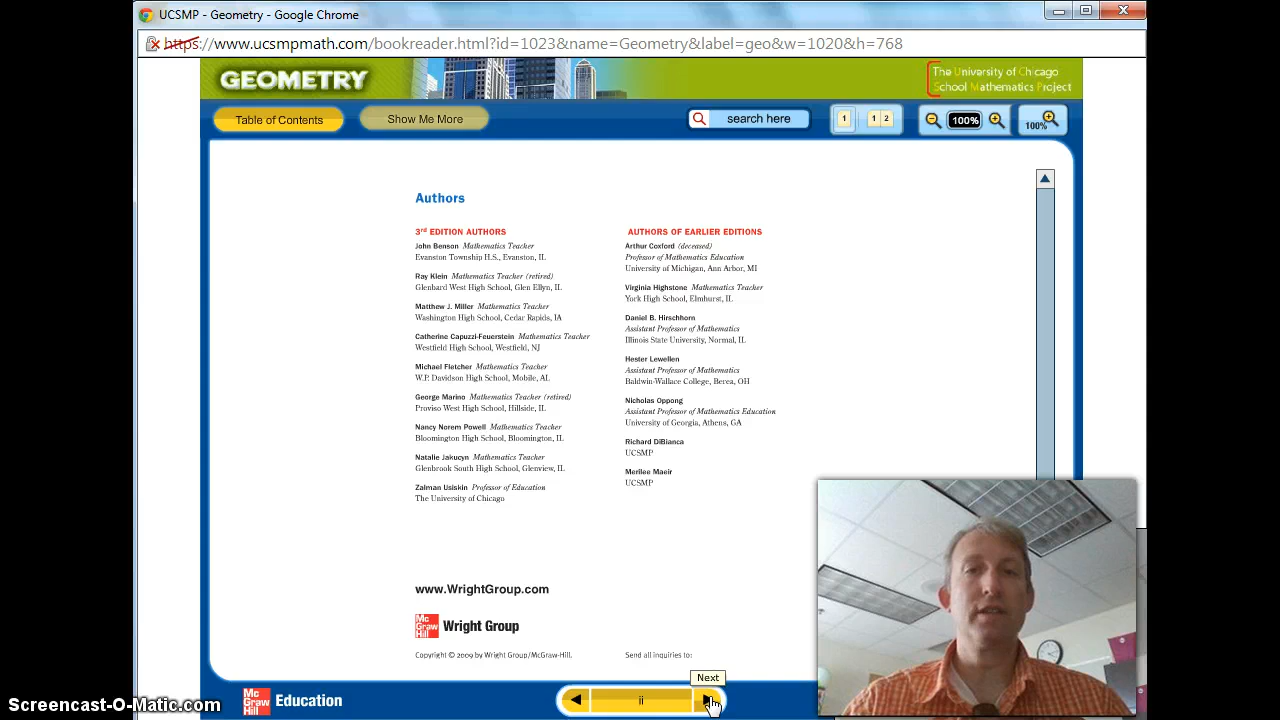 UCSMP - Geometry - Google Chrome
https://www.ucsmpmath.com/bookreader.html?id=1023&name=Geometry&label=geo&w=1020&h=768
GEOMETRY
The University of Chicago
School Mathematics Project
Table of Contents
Show Me More
search here
1
1 2
100%
100%
Authors
3rd EDITION AUTHORS
John Benson Mathematics Teacher
Evanston Township H.S., Evanston, IL
Ray Klein Mathematics Teacher (retired)
Glenbard West High School, Glen Ellyn, IL
Matthew J. Miller Mathematics Teacher
Washington High School, Cedar Rapids, IA
Catherine Capuzzi-Feuerstein Mathematics Teacher
Westfield High School, Westfield, NJ
Michael Fletcher Mathematics Teacher
W.P. Davidson High School, Mobile, AL
George Marino Mathematics Teacher (retired)
Proviso West High School, Hillside, IL
Nancy Norem Powell Mathematics Teacher
Bloomington High School, Bloomington, IL
Natalie Jakucyn Mathematics Teacher
Glenbrook South High School, Glenview, IL
Zalman Usiskin Professor of Education
The University of Chicago
AUTHORS OF EARLIER EDITIONS
Arthur Coxford (deceased)
Professor of Mathematics Education
University of Michigan, Ann Arbor, MI
Virginia Highstone Mathematics Teacher
York High School, Elmhurst, IL
Daniel B. Hirschhorn
Assistant Professor of Mathematics
Illinois State University, Normal, IL
Hester Lewellen
Assistant Professor of Mathematics
Baldwin-Wallace College, Berea, OH
Nicholas Oppong
Assistant Professor of Mathematics Education
University of Georgia, Athens, GA
Richard DiBianca
UCSMP
Merilee Maeir
UCSMP
www.WrightGroup.com
Mc
Graw
Hill
Wright Group
Copyright © 2009 by Wright Group/McGraw-Hill.
Send all inquiries to:
Next
Mc
Graw
Hill
Education
ii
Screencast-O-Matic.com